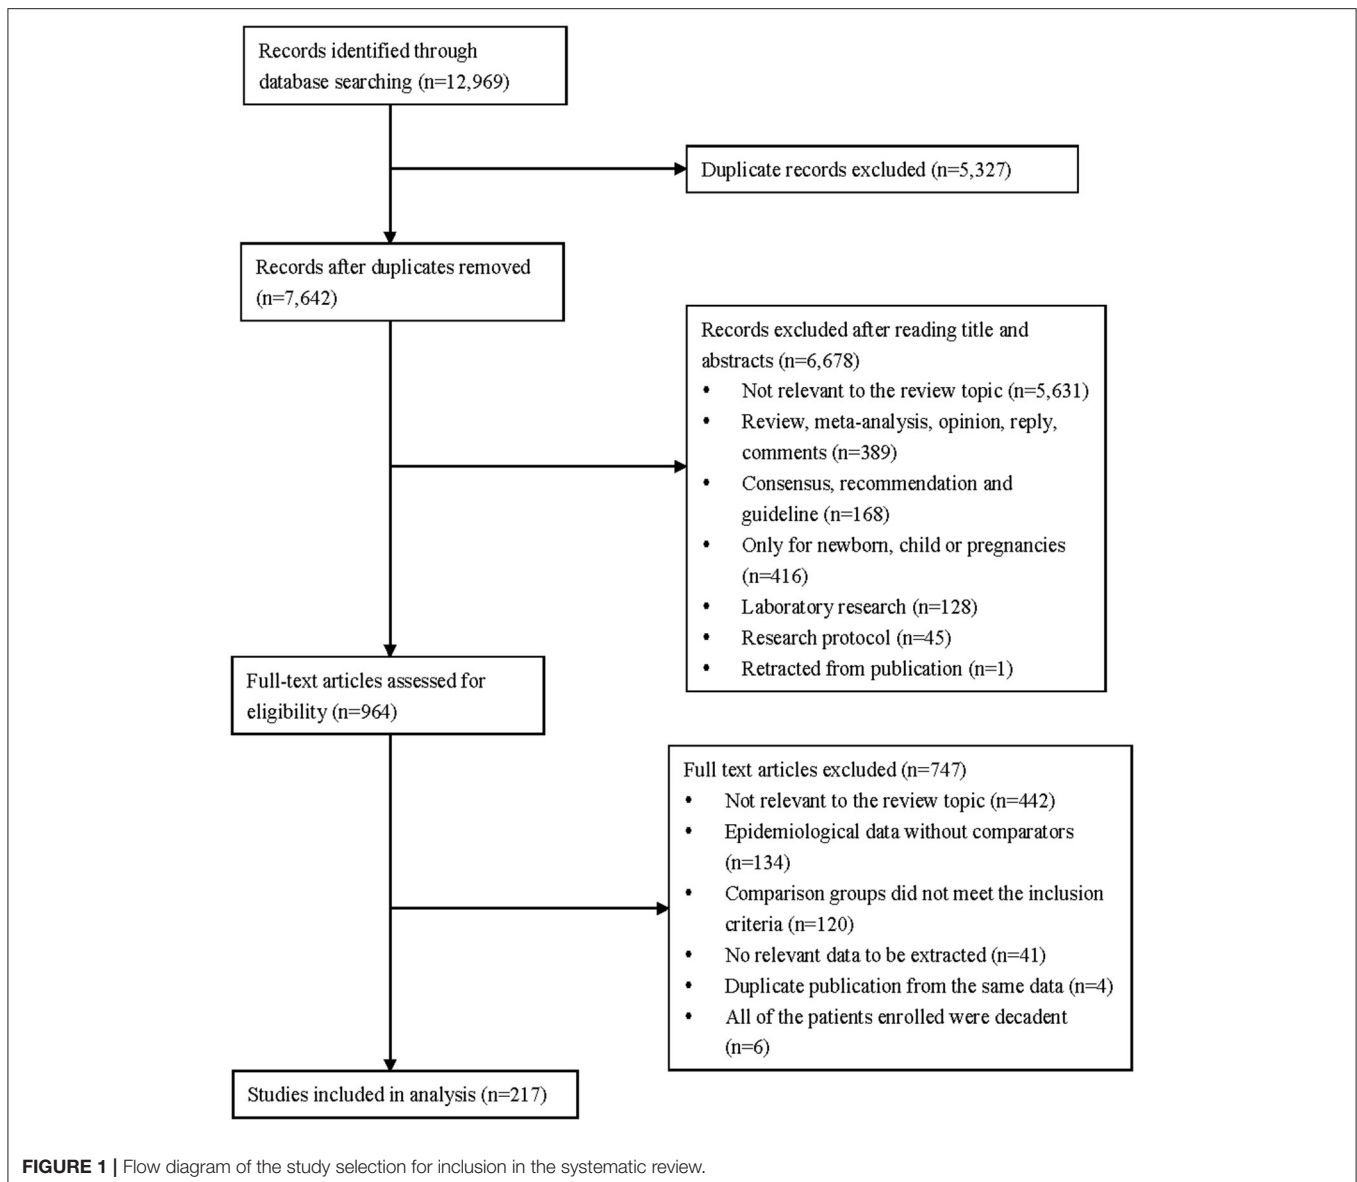 Records identified through
database searching (n=12,969)
Duplicate records excluded (n=5,327)
Records after duplicates removed
(n=7,642)
Records excluded after reading title and
abstracts (n=6,678)
• Not relevant to the review topic (n=5,631)
• Review, meta-analysis, opinion, reply,
comments (n=389)
• Consensus, recommendation and
guideline (n=168)
• Only for newborn, child or pregnancies
(n=416)
• Laboratory research (n=128)
• Research protocol (n=45)
• Retracted from publication (n=1)
Full-text articles assessed for
eligibility (n=964)
Full text articles excluded (n=747)
• Not relevant to the review topic (n=442)
• Epidemiological data without comparators
(n=134)
• Comparison groups did not meet the inclusion
criteria (n=120)
• No relevant data to be extracted (n=41)
• Duplicate publication from the same data (n=4)
• All of the patients enrolled were decadent
(n=6)
Studies included in analysis (n=217)
FIGURE 1 | Flow diagram of the study selection for inclusion in the systematic review.